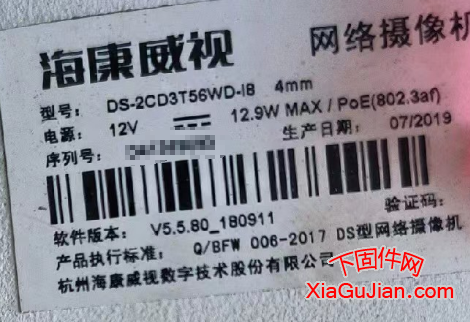 海康威视 网络摄像机
型号: DS-2CD3T56WD-I8 4mm
电源: 12V 12.9W MAX / PoE(802.3af)
生产日期: 07/2019
序列号:
验证码:
软件版本: V5.5.80_180911
产品执行标准: Q/BFW 006-2017 DS型网络摄像机
杭州海康威视数字技术股份有限公司
下固件网
XiaGuJian.com